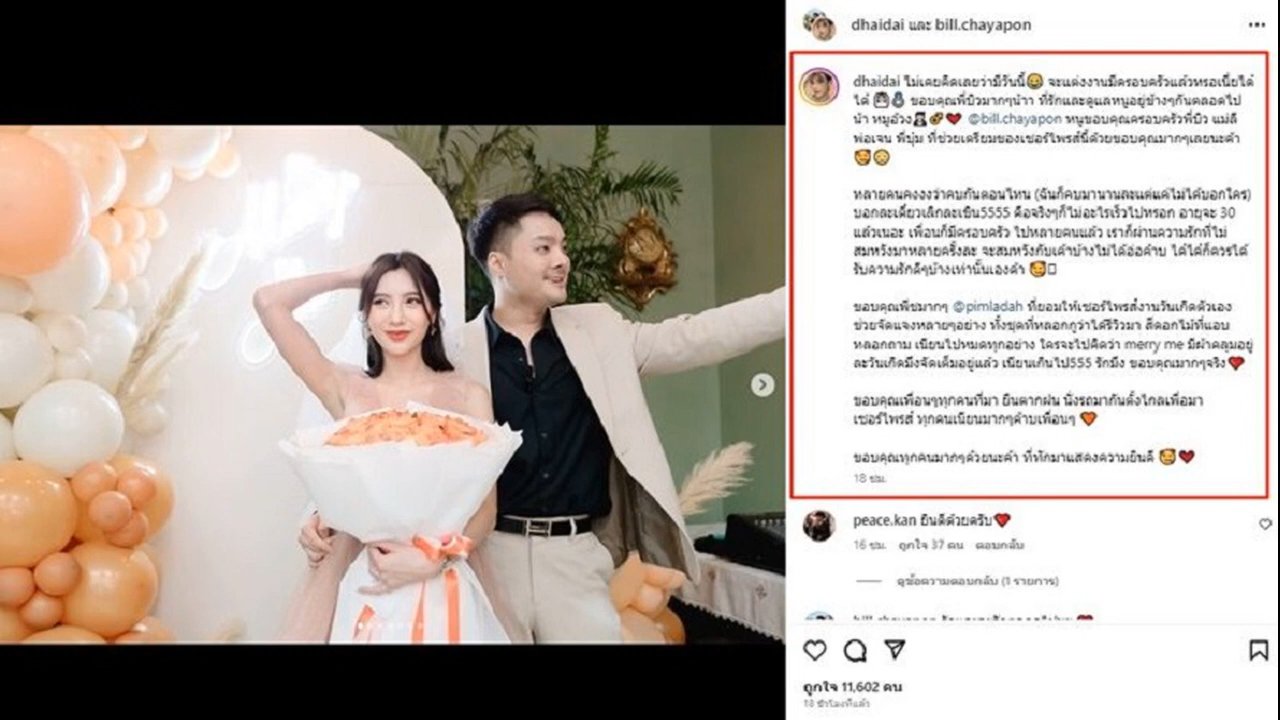 dhaidai และ bill.chayapon
dhaidai ไม่เคยคิดเลยว่ามีวันนี้🥹 จะแต่งงานมีครอบครัวแล้วหรอเนี่ยได๋
ได๋ 👰🤵 ขอบคุณพี่บิวมากๆน้าา ที่รักและดูแลหนูอยู่ข้างๆกันตลอดไป
น้า หมูอ้วง ❤️ @bill.chayapon หนูขอบคุณครอบครัวพี่บิว แม่ลี
พ่อเจน พี่บุ๋ม ที่ช่วยเตรียมของเซอร์ไพรส์นี้ด้วยขอบคุณมากๆเลยนะค้า
🥰🥹
หลายคนคงงงว่าคบกันตอนไหน (ฉันก็คบมานานละแต่แค่ไม่ได้บอกใคร)
บอกละเดี๋ยวเลิกละเขิน5555 คือจริงๆก็ไม่อะไรเร็วไปหรอก อายุจะ 30
แล้วเนอะ เพื่อนก็มีครอบครัว ไปหลายคนแล้ว เราก็ผ่านความรักที่ไม่
สมหวังมาหลายครั้งละ จะสมหวังกับเค้าบ้างไม่ได้อ่อค้าบ ได๋ได๋ก็ควรได้
รับความรักดีๆบ้างเท่านั้นเองค้า 🥰
ขอบคุณพี่ชมากๆ @pimladah ที่ยอมให้เซอร์ไพรส์งานวันเกิดตัวเอง
ช่วยจัดแจงหลายๆอย่าง ทั้งชุดที่หลอกกูว่าได้รีวิวมา สีดอกไม้ที่แอบ
หลอกถาม เนียนไปหมดทุกอย่าง ใครจะไปคิดว่า merry me มีผ้าคลุมอยู่
ละวันเกิดมึงจัดเต็มอยู่แล้ว เนียนเกินไป555 รักมึง ขอบคุณมากๆจริง ❤️
ขอบคุณเพื่อนๆทุกคนที่มา ยืนตากฝน นั่งรถมากันตั้งไกลเพื่อมา
เซอร์ไพรส์ ทุกคนเนียนมากๆค้าบเพื่อนๆ 🧡
ขอบคุณทุกคนมากๆด้วยนะค้า ที่ทักมาแสดงความยินดี 🥰❤️
18 ชม.
peace.kan ยินดีด้วยครับ❤️
16 ชม. ถูกใจ 37 คน ตอบกลับ
ดูข้อความตอบกลับ (1 รายการ)
ถูกใจ 11,602 คน
18 ชั่วโมงที่แล้ว